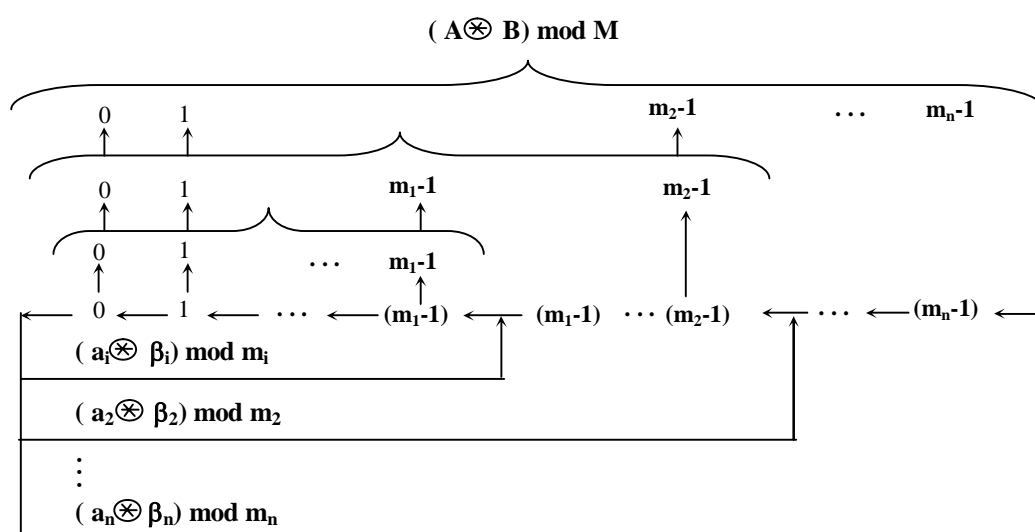 ( A⊛ B) mod M
0 1 m₂-1 ... mₙ-1
0 1 m₁-1 m₂-1
0 1 ... m₁-1
0 1 ... (m₁-1) (m₁-1) ... (m₂-1) ... (mₙ-1)
( aᵢ⊛ βᵢ) mod mᵢ
( a₂⊛ β₂) mod m₂
⋮
( aₙ⊛ βₙ) mod mₙ